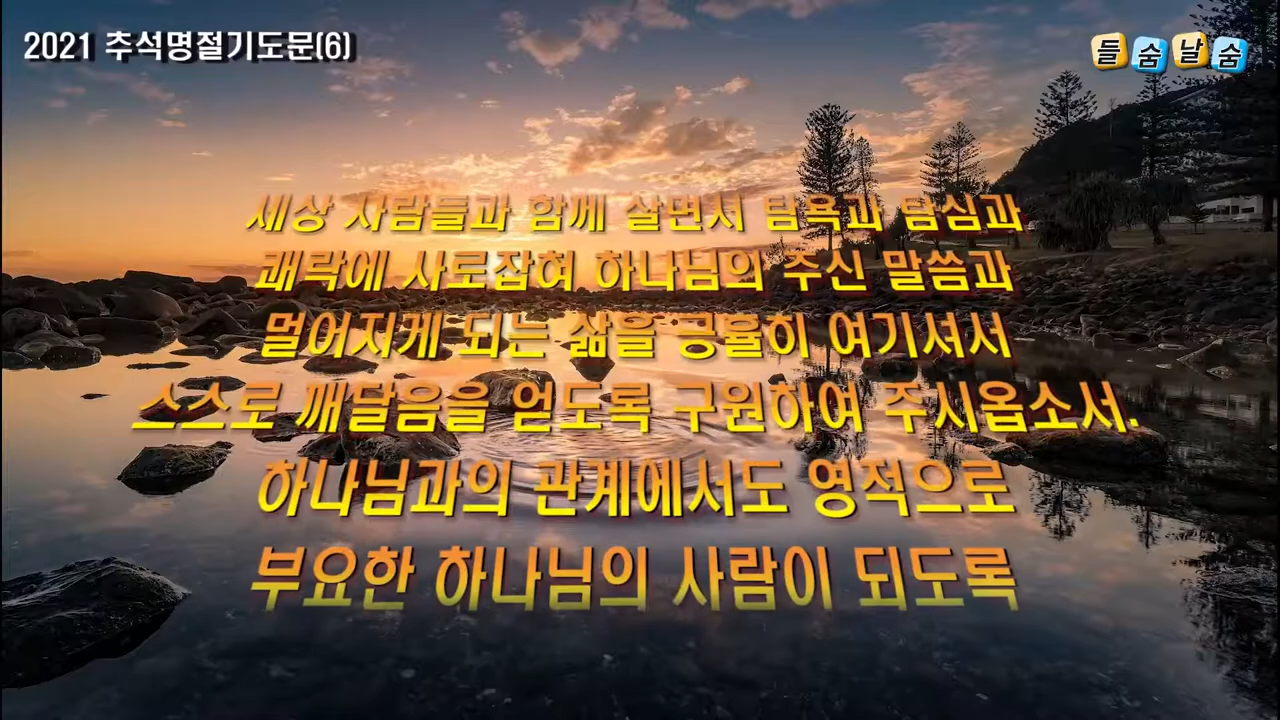 2021 추석명절기도문(6)
들숨날숨
세상 사람들과 함께 살면서 탐욕과 탐심과
쾌락에 사로잡혀 하나님의 주신 말씀과
멀어지게 되는 삶을 긍율히 여기셔서
스스로 깨달음을 얻도록 구원하여 주시옵소서.
하나님과의 관계에서도 영적으로
부요한 하나님의 사람이 되도록